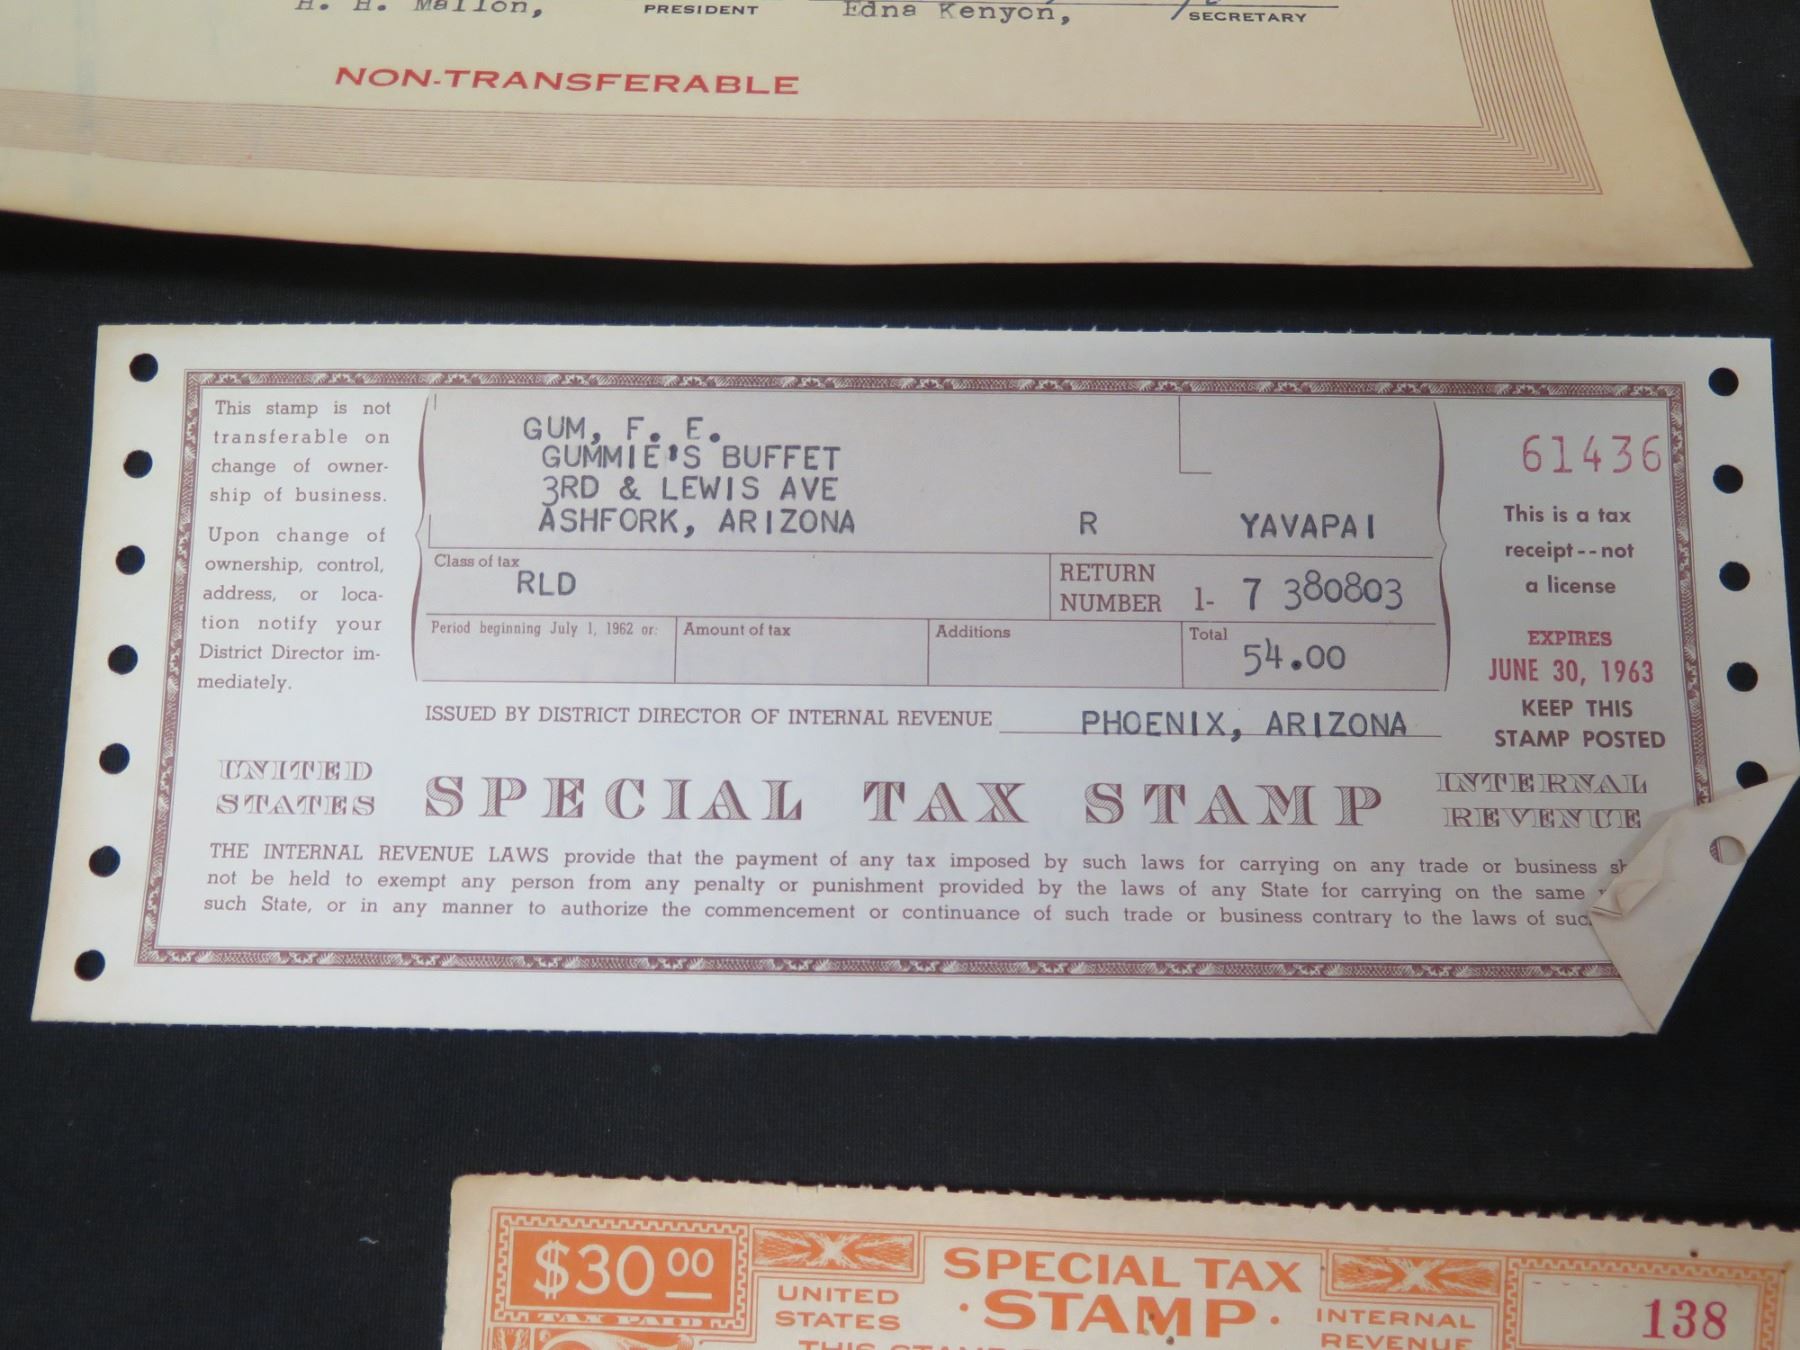 H. H. Mallon, PRESIDENT Edna Kenyon, SECRETARY
NON-TRANSFERABLE
This stamp is not
transferable on
change of owner-
ship of business.
Upon change of
ownership, control,
address, or loca-
tion notify your
District Director im-
mediately.
GUM, F. E.
GUMMIE'S BUFFET
3RD & LEWIS AVE
ASHFORK, ARIZONA R YAVAPAI
Class of tax
RLD
RETURN
NUMBER 1- 7 380803
Period beginning July 1, 1962 or: Amount of tax Additions Total
54.00
ISSUED BY DISTRICT DIRECTOR OF INTERNAL REVENUE PHOENIX, ARIZONA
61436
This is a tax
receipt--not
a license
EXPIRES
JUNE 30, 1963
KEEP THIS
STAMP POSTED
UNITED
STATES
SPECIAL TAX STAMP
INTERNAL
REVENUE
THE INTERNAL REVENUE LAWS provide that the payment of any tax imposed by such laws for carrying on any trade or business
not be held to exempt any person from any penalty or punishment provided by the laws of any State for carrying on the same
such State, or in any manner to authorize the commencement or continuance of such trade or business contrary to the laws of
$30.00
TAX PAID
UNITED
STATES
SPECIAL TAX
STAMP
INTERNAL
REVENUE
138
THIS